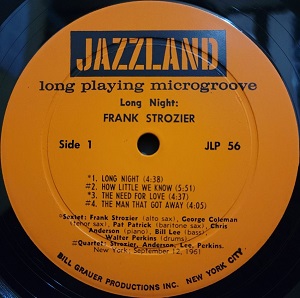 JAZZLAND
long playing microgroove
Long Night:
FRANK STROZIER
Side 1
JLP 56
*1. LONG NIGHT (4:38)
#2. HOW LITTLE WE KNOW (5:51)
*3. THE NEED FOR LOVE (4:37)
#4. THE MAN THAT GOT AWAY (4:05)
*Sextet: Frank Strozier (alto sax), George Coleman
(tenor sax), Pat Patrick (baritone sax), Chris
Anderson (piano), Bill Lee (bass),
Walter Perkins (drums)
#Quartet: Strozier, Anderson, Lee, Perkins.
New York; September 12, 1961
BILL GRAUER PRODUCTIONS INC. NEW YORK CITY